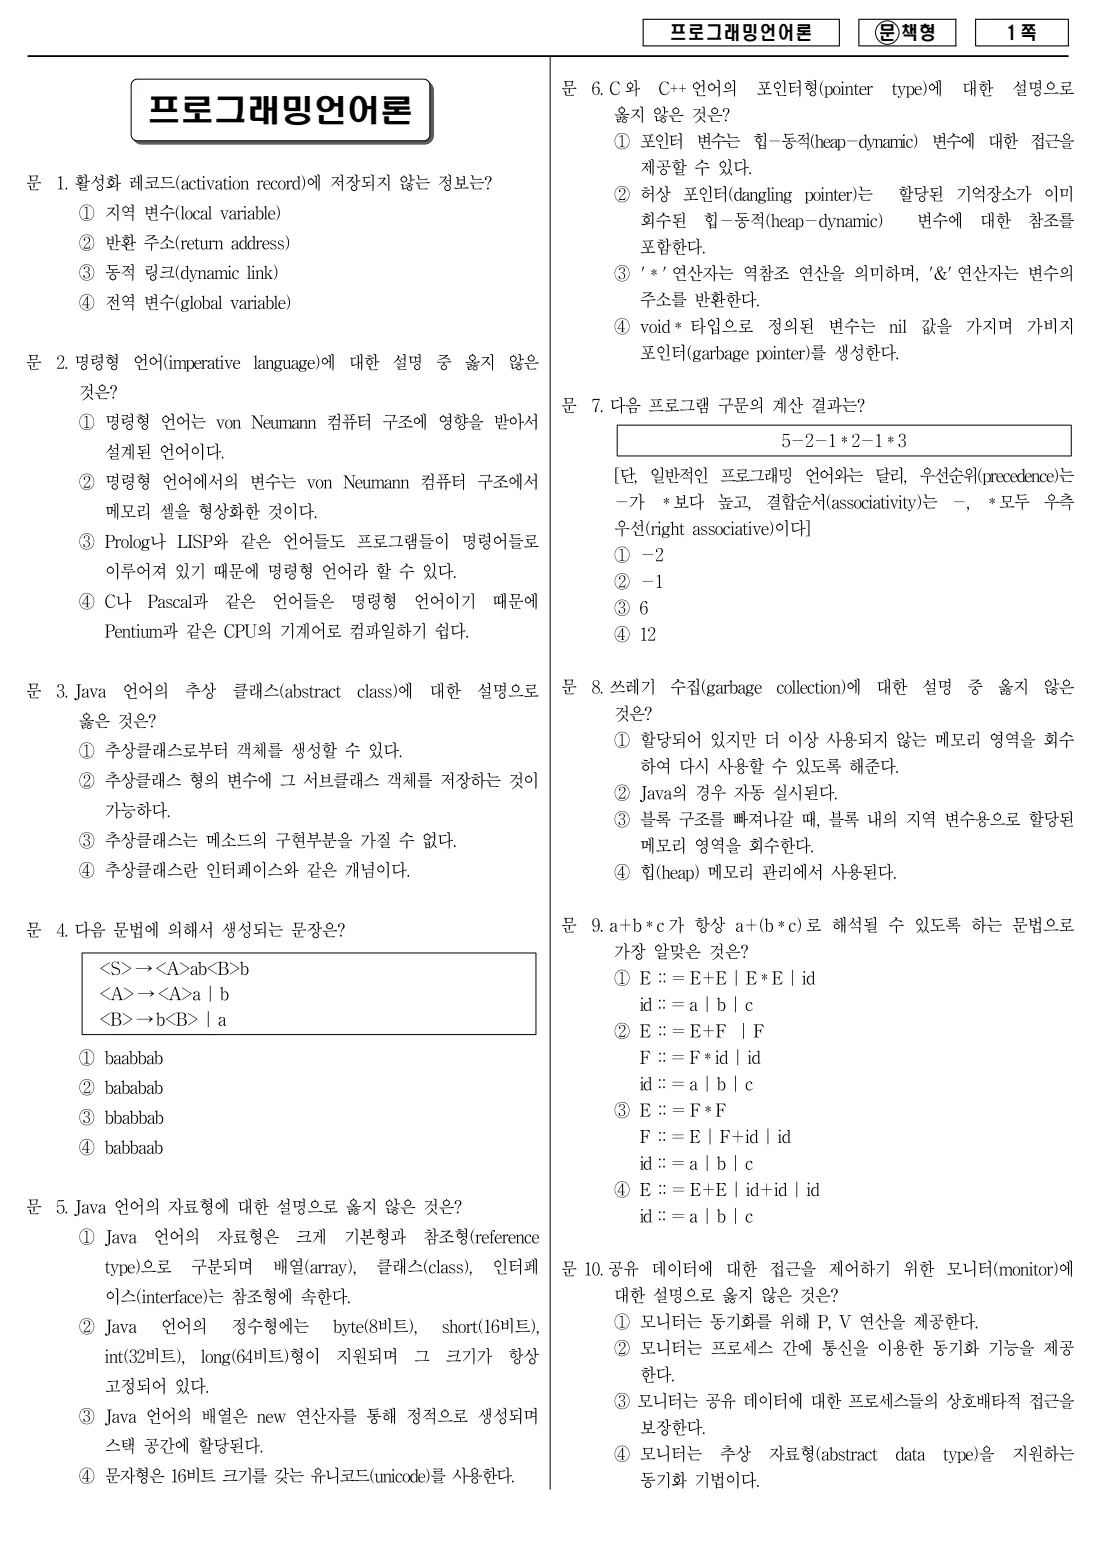 프로그래밍언어론
문책형
1쪽
프로그래밍언어론
문 1. 활성화 레코드(activation record)에 저장되지 않는 정보는?
① 지역 변수(local variable)
② 반환 주소(return address)
③ 동적 링크(dynamic link)
④ 전역 변수(global variable)
문 2. 명령형 언어(imperative language)에 대한 설명 중 옳지 않은
것은?
① 명령형 언어는 von Neumann 컴퓨터 구조에 영향을 받아서
설계된 언어이다.
② 명령형 언어에서의 변수는 von Neumann 컴퓨터 구조에서
메모리 셀을 형상화한 것이다.
③ Prolog나 LISP와 같은 언어들도 프로그램들이 명령어들로
이루어져 있기 때문에 명령형 언어라 할 수 있다.
④ C나 Pascal과 같은 언어들은 명령형 언어이기 때문에
Pentium과 같은 CPU의 기계어로 컴파일하기 쉽다.
문 3. Java 언어의 추상 클래스(abstract class)에 대한 설명으로
옳은 것은?
① 추상클래스로부터 객체를 생성할 수 있다.
② 추상클래스 형의 변수에 그 서브클래스 객체를 저장하는 것이
가능하다.
③ 추상클래스는 메소드의 구현부분을 가질 수 없다.
④ 추상클래스란 인터페이스와 같은 개념이다.
문 4. 다음 문법에 의해서 생성되는 문장은?
<S>→<A>ab<B>b
<A>→<A>a | b
<B>→b<B> | a
① baabbab
② bababab
③ bbabbab
④ babbaab
문 5. Java 언어의 자료형에 대한 설명으로 옳지 않은 것은?
① Java 언어의 자료형은 크게 기본형과 참조형(reference
type)으로 구분되며 배열(array), 클래스(class), 인터페
이스(interface)는 참조형에 속한다.
② Java 언어의 정수형에는 byte(8비트), short(16비트),
int(32비트), long(64비트)형이 지원되며 그 크기가 항상
고정되어 있다.
③ Java 언어의 배열은 new 연산자를 통해 정적으로 생성되며
스택 공간에 할당된다.
④ 문자형은 16비트 크기를 갖는 유니코드(unicode)를 사용한다.
문 6. C와 C++언어의 포인터형(pointer type)에 대한 설명으로
옳지 않은 것은?
① 포인터 변수는 힙-동적(heap-dynamic) 변수에 대한 접근을
제공할 수 있다.
② 허상 포인터(dangling pointer)는 할당된 기억장소가 이미
회수된 힙-동적(heap-dynamic) 변수에 대한 참조를
포함한다.
③ '*'연산자는 역참조 연산을 의미하며, '&'연산자는 변수의
주소를 반환한다.
④ void* 타입으로 정의된 변수는 nil 값을 가지며 가비지
포인터(garbage pointer)를 생성한다.
문 7. 다음 프로그램 구문의 계산 결과는?
5-2-1*2-1*3
[단, 일반적인 프로그래밍 언어와는 달리, 우선순위(precedence)는
-가 *보다 높고, 결합순서(associativity)는 -, *모두 우측
우선(right associative)이다]
① -2
② -1
③ 6
④ 12
문 8. 쓰레기 수집(garbage collection)에 대한 설명 중 옳지 않은
것은?
① 할당되어 있지만 더 이상 사용되지 않는 메모리 영역을 회수
하여 다시 사용할 수 있도록 해준다.
② Java의 경우 자동 실시된다.
③ 블록 구조를 빠져나갈 때, 블록 내의 지역 변수용으로 할당된
메모리 영역을 회수한다.
④ 힙(heap) 메모리 관리에서 사용된다.
문 9. a+b*c가 항상 a+(b*c)로 해석될 수 있도록 하는 문법으로
가장 알맞은 것은?
① E ::= E+E | E*E | id
id ::= a | b | c
② E ::= E+F | F
F ::= F*id | id
id ::= a | b | c
③ E ::= F*F
F ::= E | F+id | id
id ::= a | b | c
④ E ::= E+E | id+id | id
id ::= a | b | c
문 10. 공유 데이터에 대한 접근을 제어하기 위한 모니터(monitor)에
대한 설명으로 옳지 않은 것은?
① 모니터는 동기화를 위해 P, V 연산을 제공한다.
② 모니터는 프로세스 간에 통신을 이용한 동기화 기능을 제공
한다.
③ 모니터는 공유 데이터에 대한 프로세스들의 상호배타적 접근을
보장한다.
④ 모니터는 추상 자료형(abstract data type)을 지원하는
동기화 기법이다.